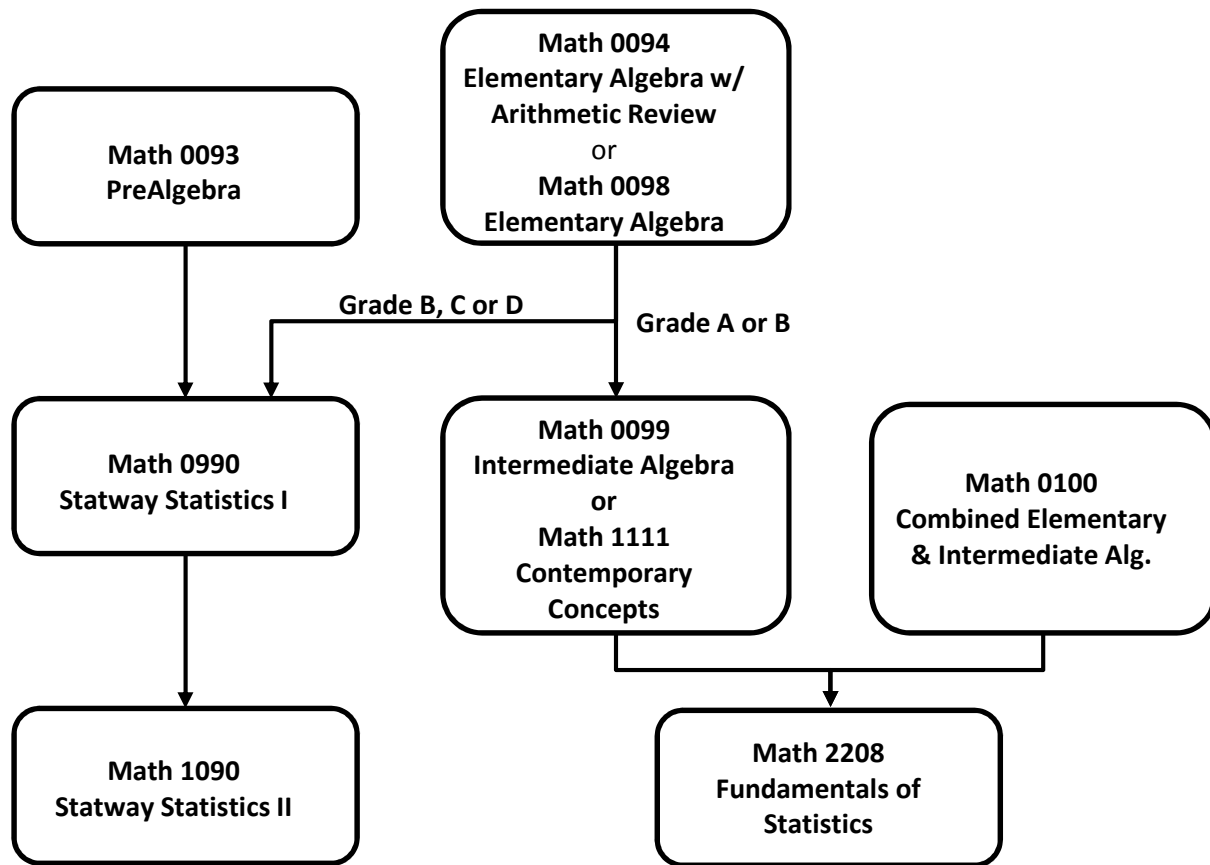 Math 0094
Elementary Algebra w/
Arithmetic Review
or
Math 0098
Elementary Algebra
Math 0093
PreAlgebra
Grade B, C or D
Grade A or B
Math 0990
Statway Statistics I
Math 0099
Intermediate Algebra
or
Math 1111
Contemporary
Concepts
Math 0100
Combined Elementary
& Intermediate Alg.
Math 1090
Statway Statistics II
Math 2208
Fundamentals of
Statistics